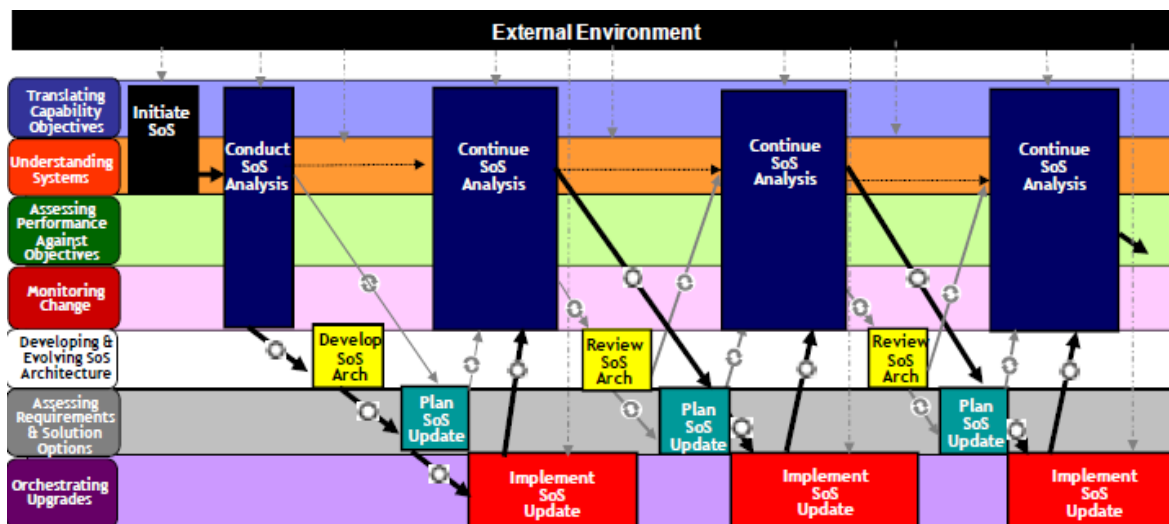 External Environment
Translating
Capability
Objectives
Understanding
Systems
Assessing
Performance
Against
Objectives
Monitoring
Change
Developing &
Evolving SoS
Architecture
Assessing
Requirements
& Solution
Options
Orchestrating
Upgrades
Initiate
SoS
Conduct
SoS
Analysis
Continue
SoS
Analysis
Continue
SoS
Analysis
Continue
SoS
Analysis
Develop
SoS
Arch
Review
SoS
Arch
Review
SoS
Arch
Plan
SoS
Update
Plan
SoS
Update
Plan
SoS
Update
Implement
SoS
Update
Implement
SoS
Update
Implement
SoS
Update